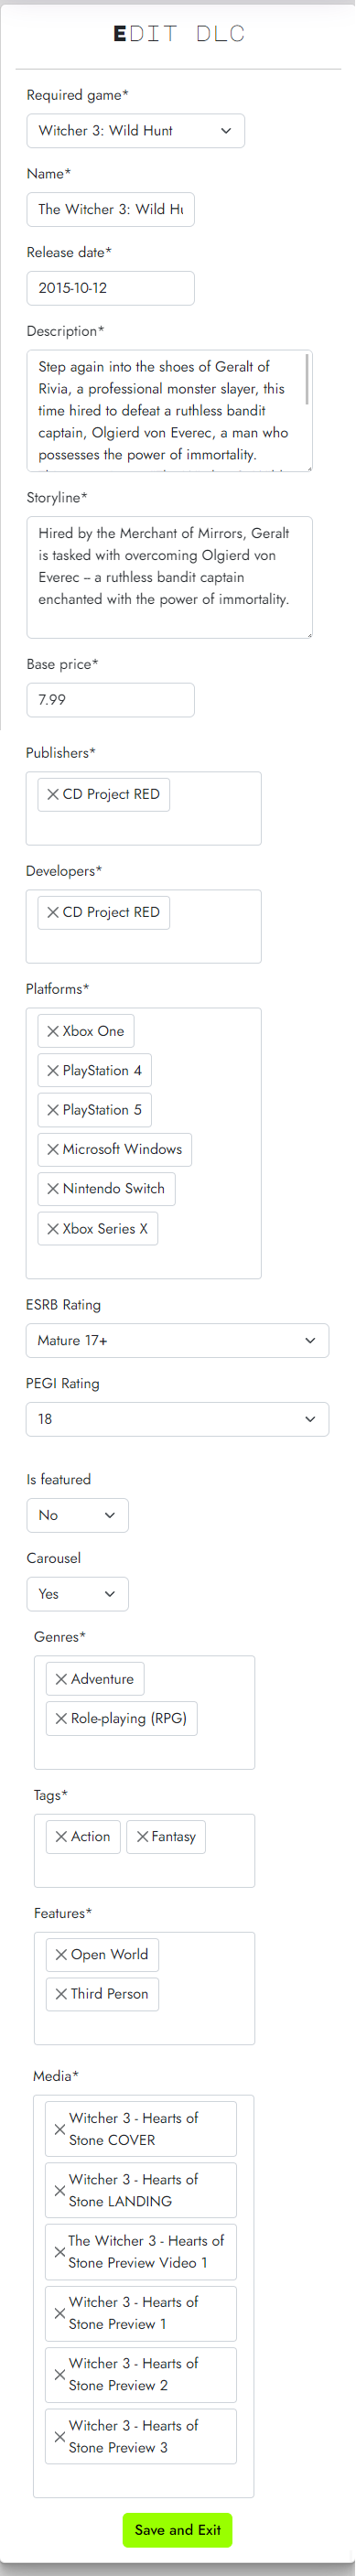 EDIT DLC
Required game*
Witcher 3: Wild Hunt
Name*
The Witcher 3: Wild
Release date*
2015-10-12
Description*
Step again into the shoes of Geralt of
Rivia, a professional monster slayer, this
time hired to defeat a ruthless bandit
captain, Olgierd von Everec, a man who
possesses the power of immortality.
Storyline*
Hired by the Merchant of Mirrors, Geralt
is tasked with overcoming Olgierd von
Everec – a ruthless bandit captain
enchanted with the power of immortality.
Base price*
7.99
Publishers*
CD Project RED
Developers*
CD Project RED
Platforms*
Xbox One
PlayStation 4
PlayStation 5
Microsoft Windows
Nintendo Switch
Xbox Series X
ESRB Rating
Mature 17+
PEGI Rating
18
Is featured
No
Carousel
Yes
Genres*
Adventure
Role-playing (RPG)
Tags*
Action Fantasy
Features*
Open World
Third Person
Media*
Witcher 3 - Hearts of
Stone COVER
Witcher 3 - Hearts of
Stone LANDING
The Witcher 3 - Hearts of
Stone Preview Video 1
Witcher 3 - Hearts of
Stone Preview 1
Witcher 3 - Hearts of
Stone Preview 2
Witcher 3 - Hearts of
Stone Preview 3
Save and Exit